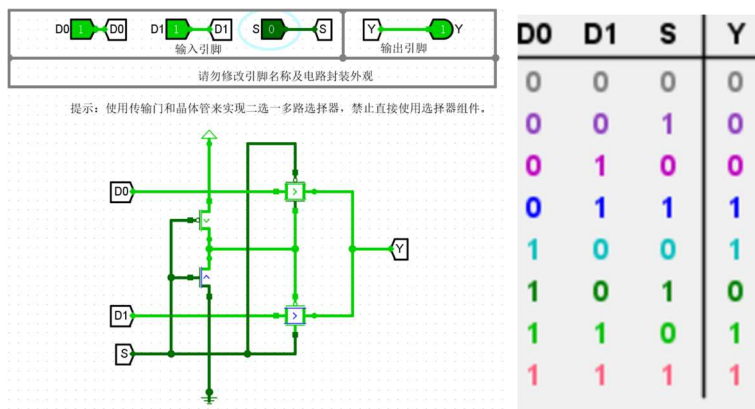 D0 1 D0 D1 1 D1 S 0 S Y 1 Y
输入引脚 输出引脚
请勿修改引脚名称及电路封装外观
提示：使用传输门和晶体管来实现二选一多路选择器，禁止直接使用选择器组件。
D0
Y
D1
S
D0 D1 S Y
0 0 0 0
0 0 1 0
0 1 0 0
0 1 1 1
1 0 0 1
1 0 1 0
1 1 0 1
1 1 1 1